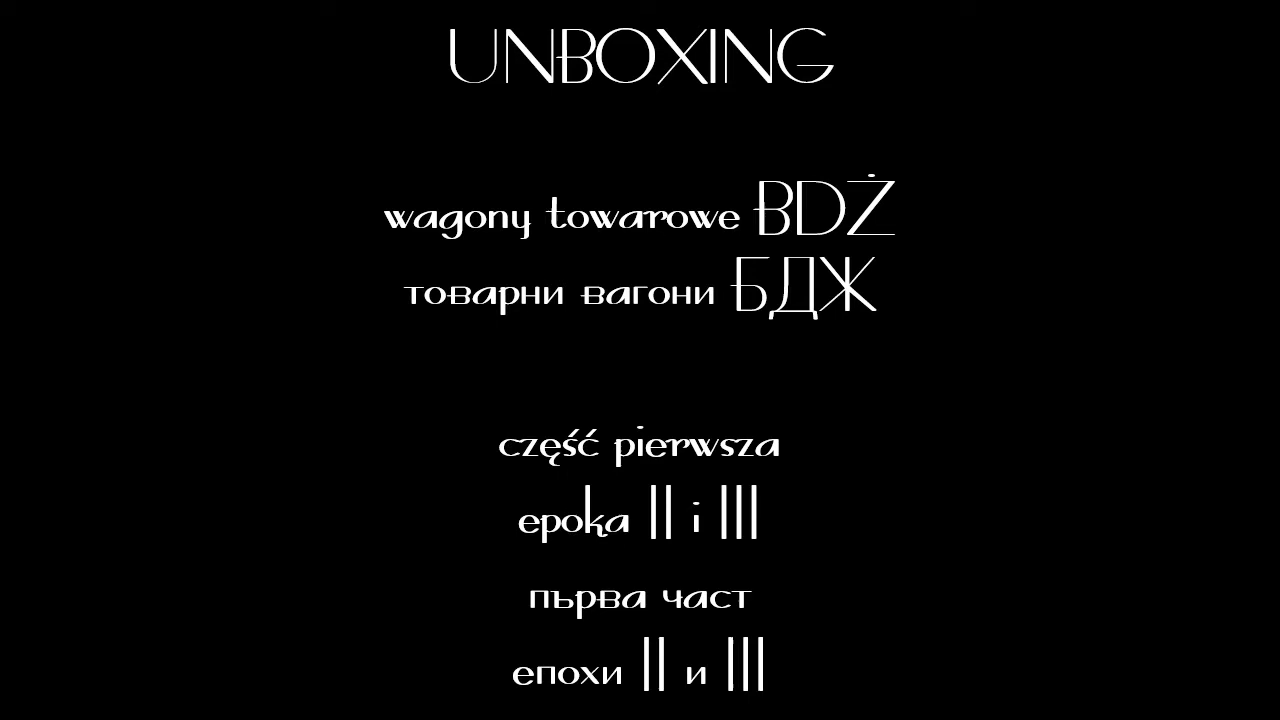 UNBOXING
wagony towarowe BDŻ
товарни вагони БДЖ
część pierwsza
epoka II i III
първа част
епохи II и III